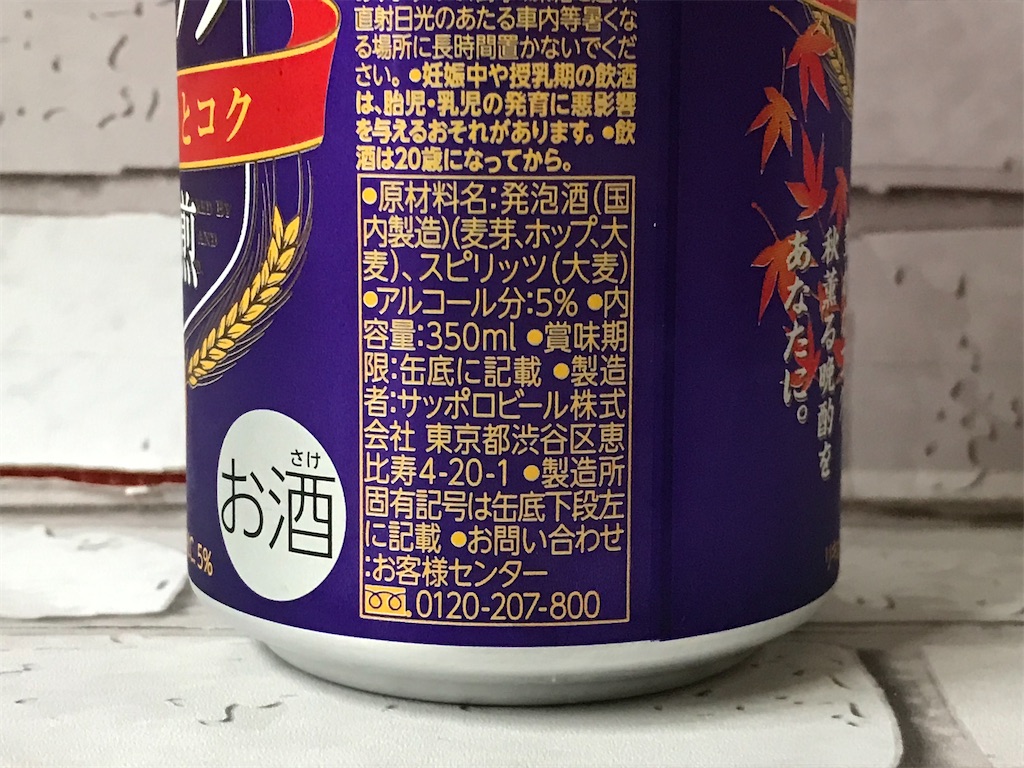 直射日光のあたる車内等暑くな
る場所に長時間置かないでくだ
さい。●妊娠中や授乳期の飲酒
は、胎児・乳児の発育に悪影響
を与えるおそれがあります。●飲
酒は20歳になってから。
●原材料名:発泡酒(国
内製造)(麦芽、ホップ、大
麦)、スピリッツ(大麦)
●アルコール分:5% ●内
容量:350ml ●賞味期
限:缶底に記載 ●製造
者:サッポロビール株式
会社 東京都渋谷区恵
比寿4-20-1 ●製造所
固有記号は缶底下段左
に記載 ●お問い合わせ
:お客様センター
0120-207-800
とコク
煎
さけ
お酒
5%
秋薫る晩酌を
あなたに。